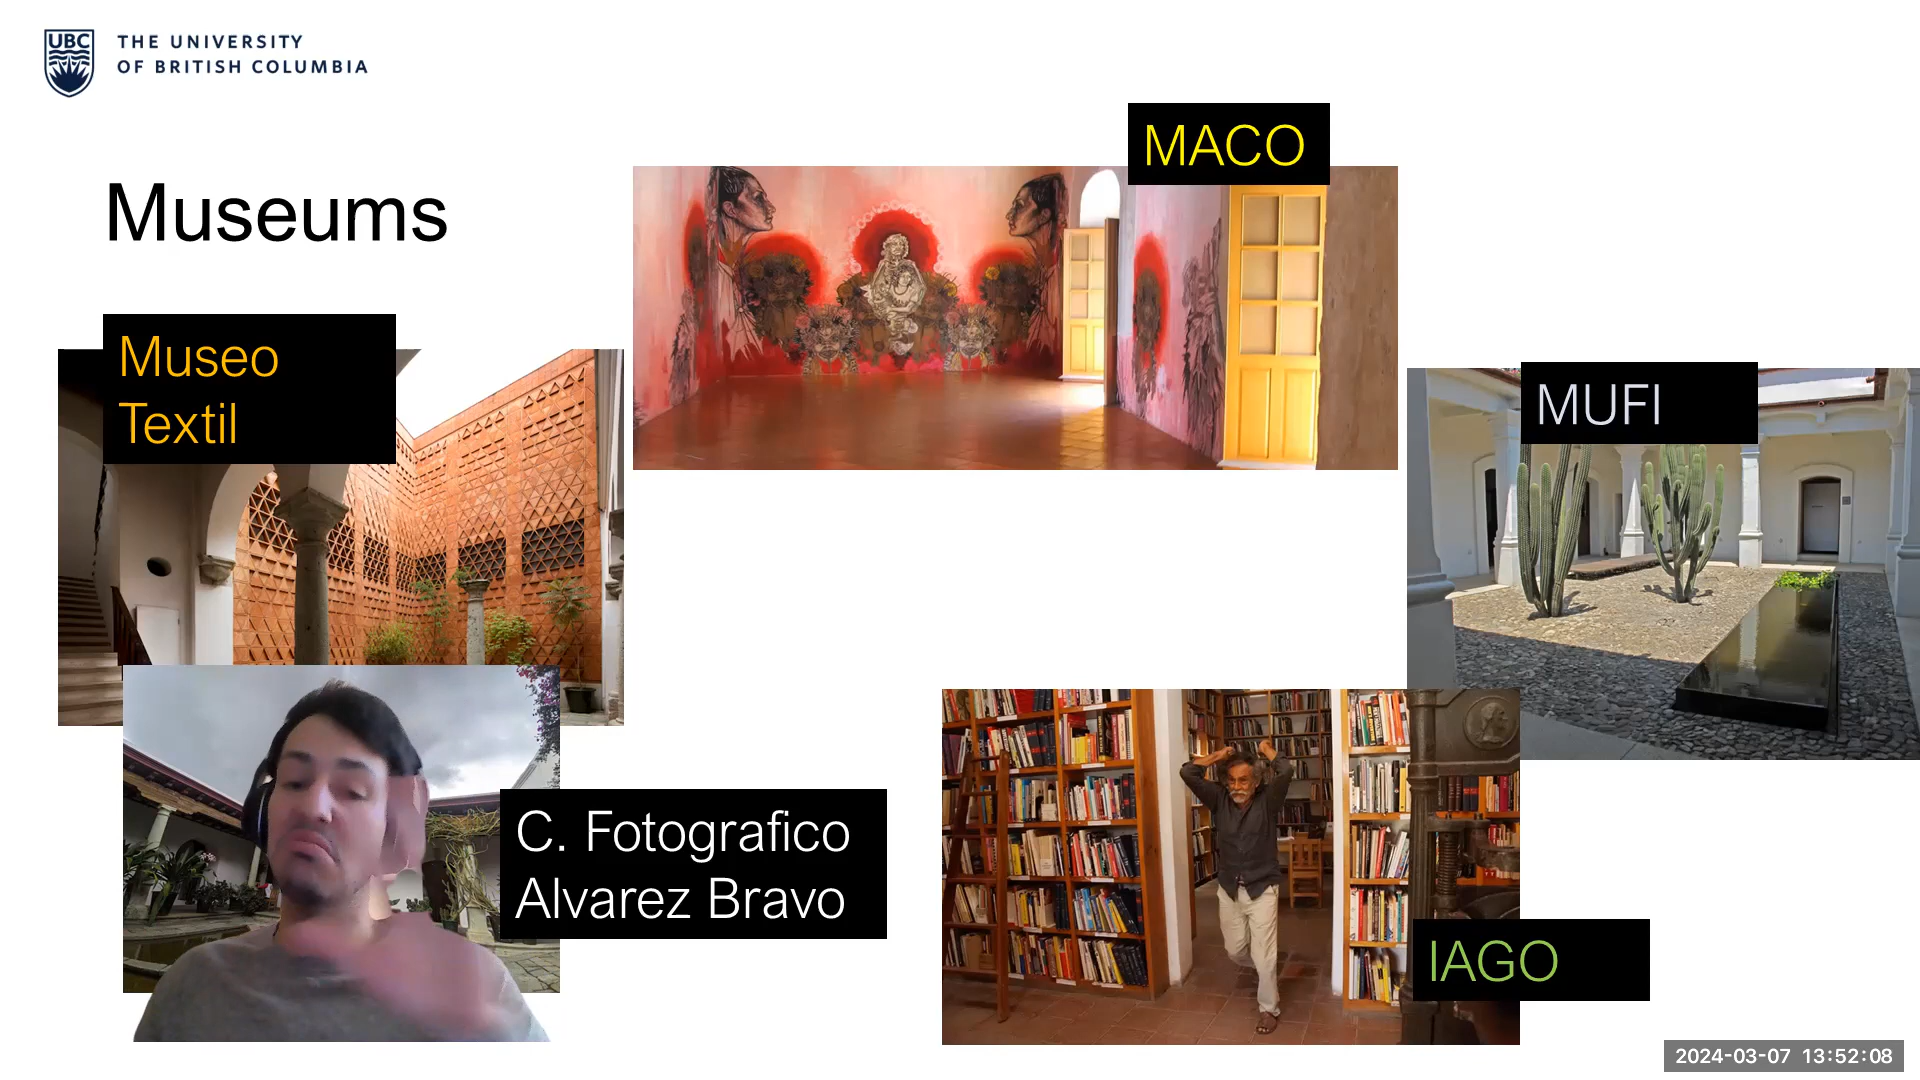 UBC
THE UNIVERSITY
OF BRITISH COLUMBIA
MACO
Museums
Museo
Textil
MUFI
C. Fotografico
Alvarez Bravo
IAGO
2024-03-07 13:52:08